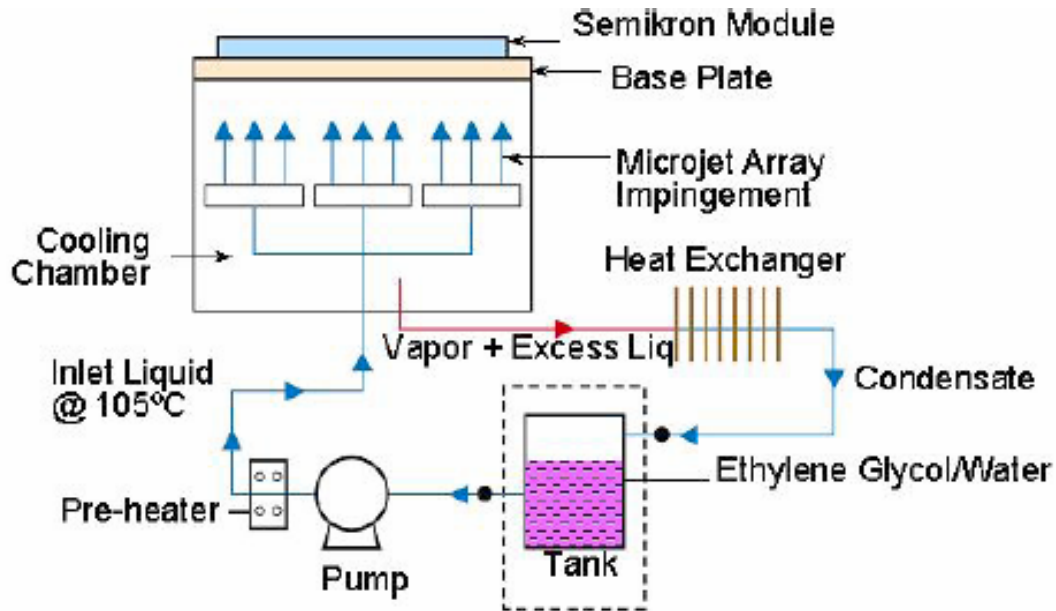 Semikron Module
Base Plate
Microjet Array
Impingement
Cooling
Chamber
Heat Exchanger
Vapor + Excess Liq
Inlet Liquid
@ 105ºC
Condensate
Ethylene Glycol/Water
Pre-heater
Tank
Pump